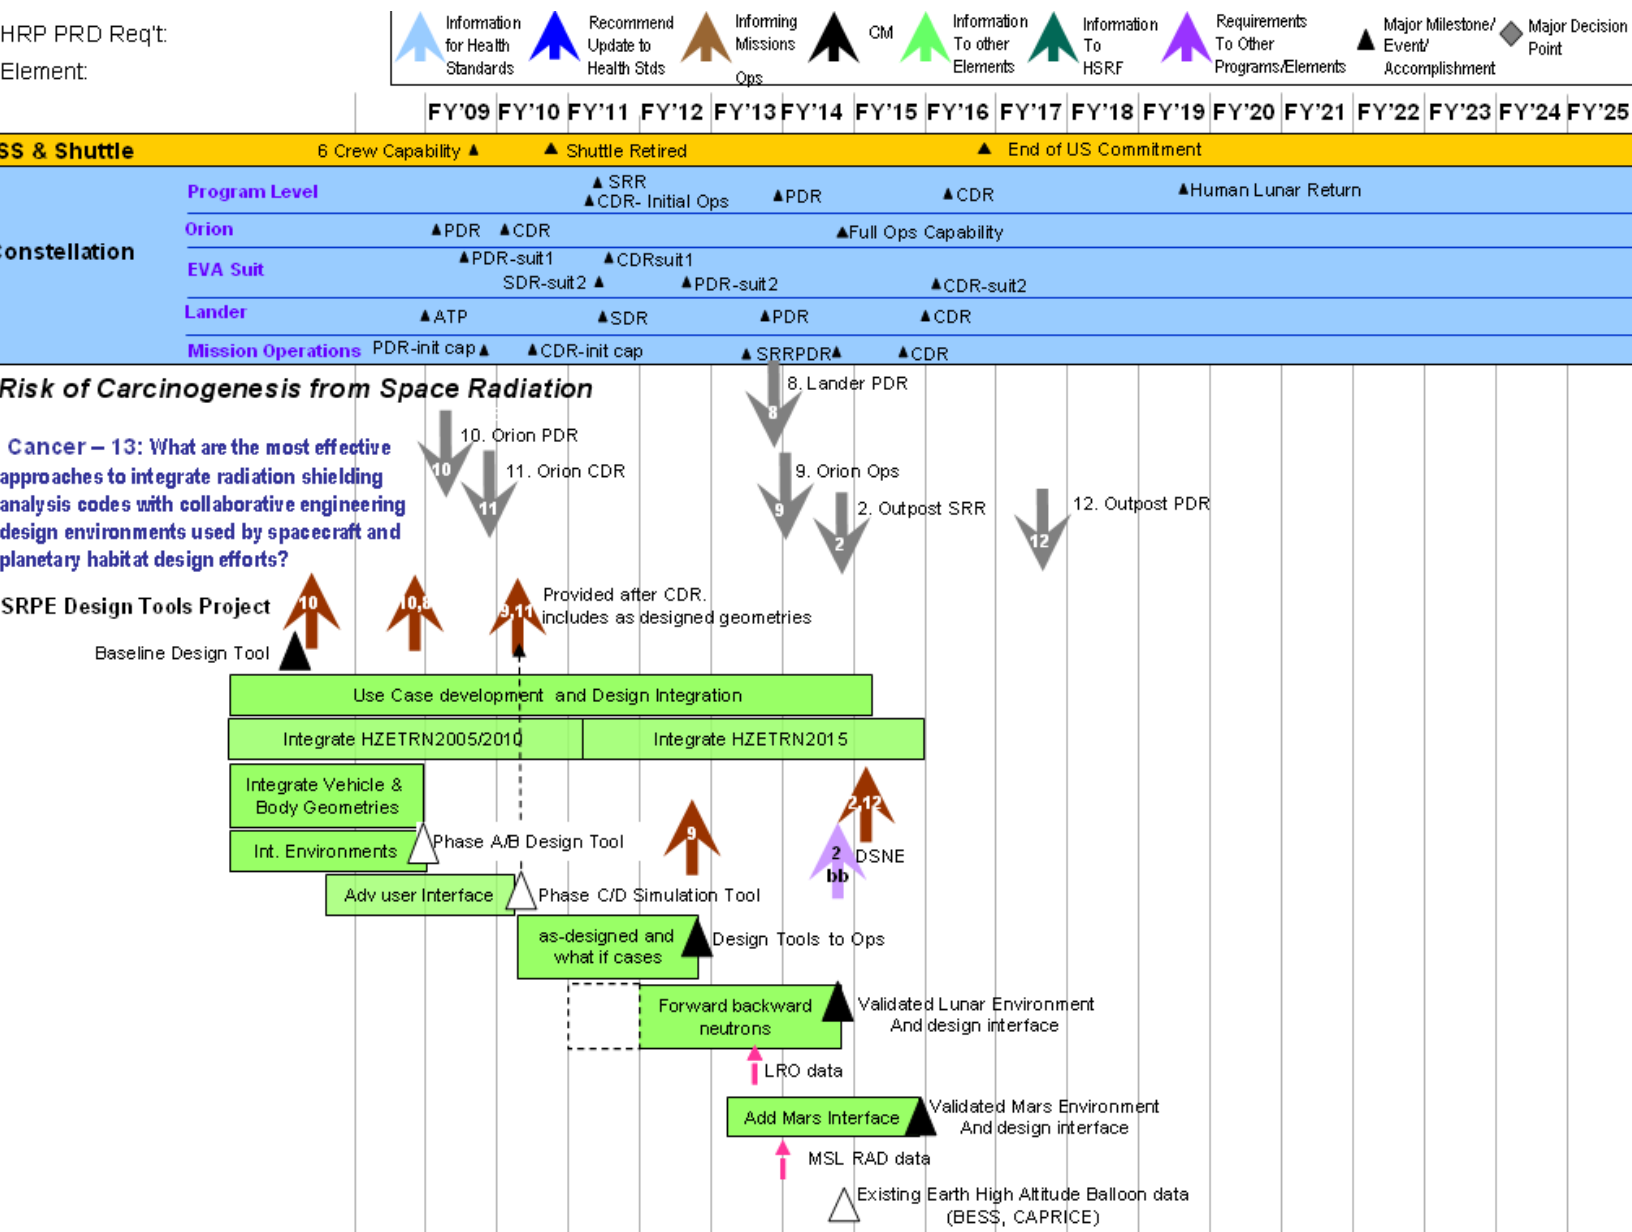 HRP PRD Req't:
Element:
Information
for Health
Standards
Recommend
Update to
Health Stds
Informing
Missions
Ops
CM
Information
To other
Elements
Information
To
HSRF
Requirements
To Other
Programs/Elements
Major Milestone/
Event/
Accomplishment
Major Decision
Point
FY'09 FY'10 FY'11 FY'12 FY'13 FY'14 FY'15 FY'16 FY'17 FY'18 FY'19 FY'20 FY'21 FY'22 FY'23 FY'24 FY'25
SS & Shuttle
6 Crew Capability
Shuttle Retired
End of US Commitment
onstellation
Program Level
SRR
CDR- Initial Ops
PDR
CDR
Human Lunar Return
Orion
PDR
CDR
Full Ops Capability
EVA Suit
PDR-suit1
CDRsuit1
SDR-suit2
PDR-suit2
CDR-suit2
Lander
ATP
SDR
PDR
CDR
Mission Operations
PDR-init cap
CDR-init cap
SRRPDR
CDR
Risk of Carcinogenesis from Space Radiation
8
8. Lander PDR
Cancer – 13: What are the most effective
approaches to integrate radiation shielding
analysis codes with collaborative engineering
design environments used by spacecraft and
planetary habitat design efforts?
10
10. Orion PDR
11
11. Orion CDR
9
9. Orion Ops
2
2. Outpost SRR
12
12. Outpost PDR
SRPE Design Tools Project
10
10,8
9,11
Provided after CDR.
includes as designed geometries
Baseline Design Tool
Use Case development and Design Integration
Integrate HZETRN2005/2010
Integrate HZETRN2015
Integrate Vehicle &
Body Geometries
Int. Environments
Phase A/B Design Tool
9
2,12
2
bb
DSNE
Adv user Interface
Phase C/D Simulation Tool
as-designed and
what if cases
Design Tools to Ops
Forward backward
neutrons
Validated Lunar Environment
And design interface
LRO data
Add Mars Interface
Validated Mars Environment
And design interface
MSL RAD data
Existing Earth High Altitude Balloon data
(BESS, CAPRICE)